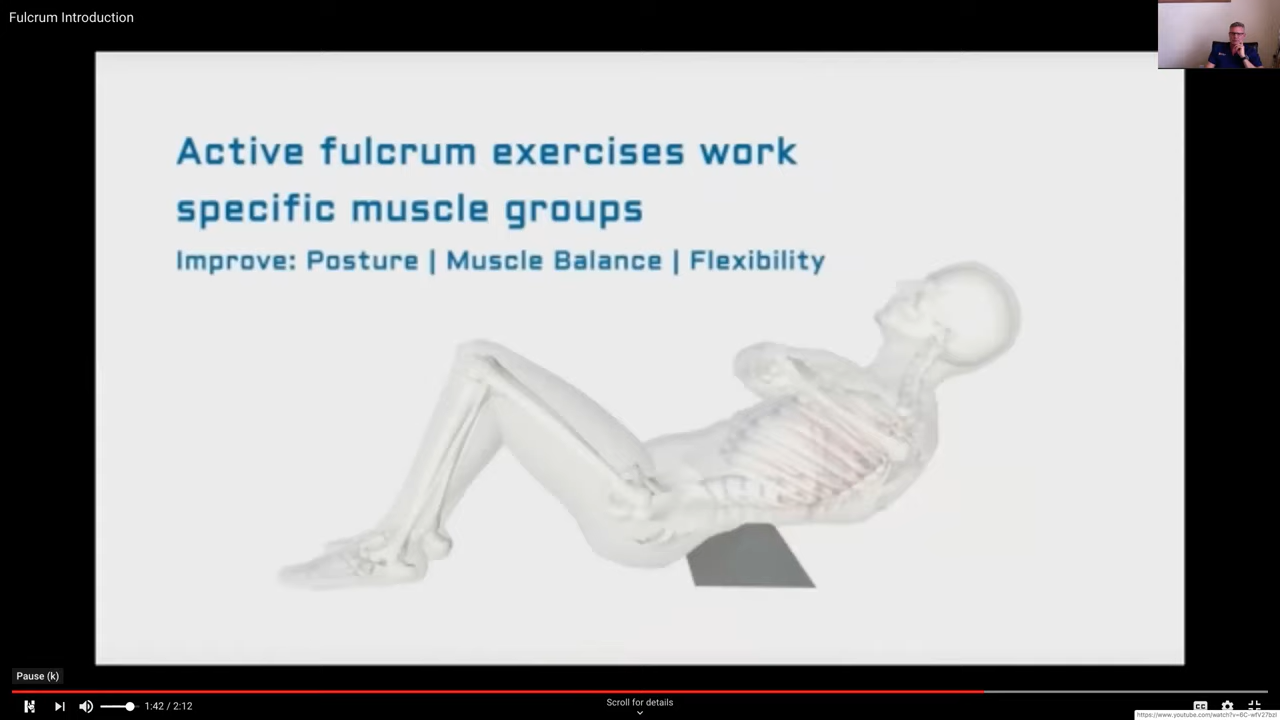 Fulcrum Introduction
Active fulcrum exercises work
specific muscle groups
Improve: Posture | Muscle Balance | Flexibility
Pause (k)
1:42 / 2:12
Scroll for details
CC